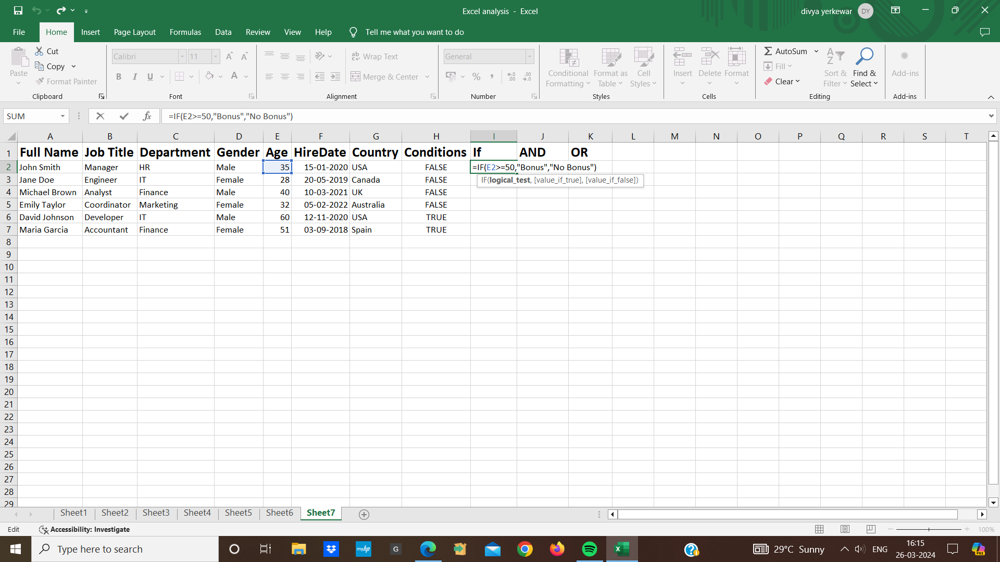 Excel analysis - Excel
divya yerkewar DY
File Home Insert Page Layout Formulas Data Review View Help Tell me what you want to do
Paste
Cut
Copy
Format Painter
Clipboard
Calibri 11
B I U A
Font
ab Wrap Text
Merge & Center
Alignment
General
% ,
Number
Conditional Formatting
Format as Table
Cell Styles
Styles
Insert Delete Format
Cells
AutoSum
Fill
Clear
Sort & Filter
Find & Select
Editing
Add-ins
Add-ins
SUM fx =IF(E2>=50,"Bonus","No Bonus")
A B C D E F G H I J K L M N O P Q R S T
1 Full Name Job Title Department Gender Age HireDate Country Conditions If AND OR
2 John Smith Manager HR Male 35 15-01-2020 USA FALSE =IF(E2>=50,"Bonus","No Bonus")
IF(logical_test, [value_if_true], [value_if_false])
3 Jane Doe Engineer IT Female 28 20-05-2019 Canada FALSE
4 Michael Brown Analyst Finance Male 40 10-03-2021 UK FALSE
5 Emily Taylor Coordinator Marketing Female 32 05-02-2022 Australia FALSE
6 David Johnson Developer IT Male 60 12-11-2020 USA TRUE
7 Maria Garcia Accountant Finance Female 51 03-09-2018 Spain TRUE
8
9
10
11
12
13
14
15
16
17
18
19
20
21
22
23
24
25
26
27
28
29
Sheet1 Sheet2 Sheet3 Sheet4 Sheet5 Sheet6 Sheet7
Edit Accessibility: Investigate 100%
Type here to search
myhp
G
29°C Sunny
ENG
16:15
26-03-2024
PRE